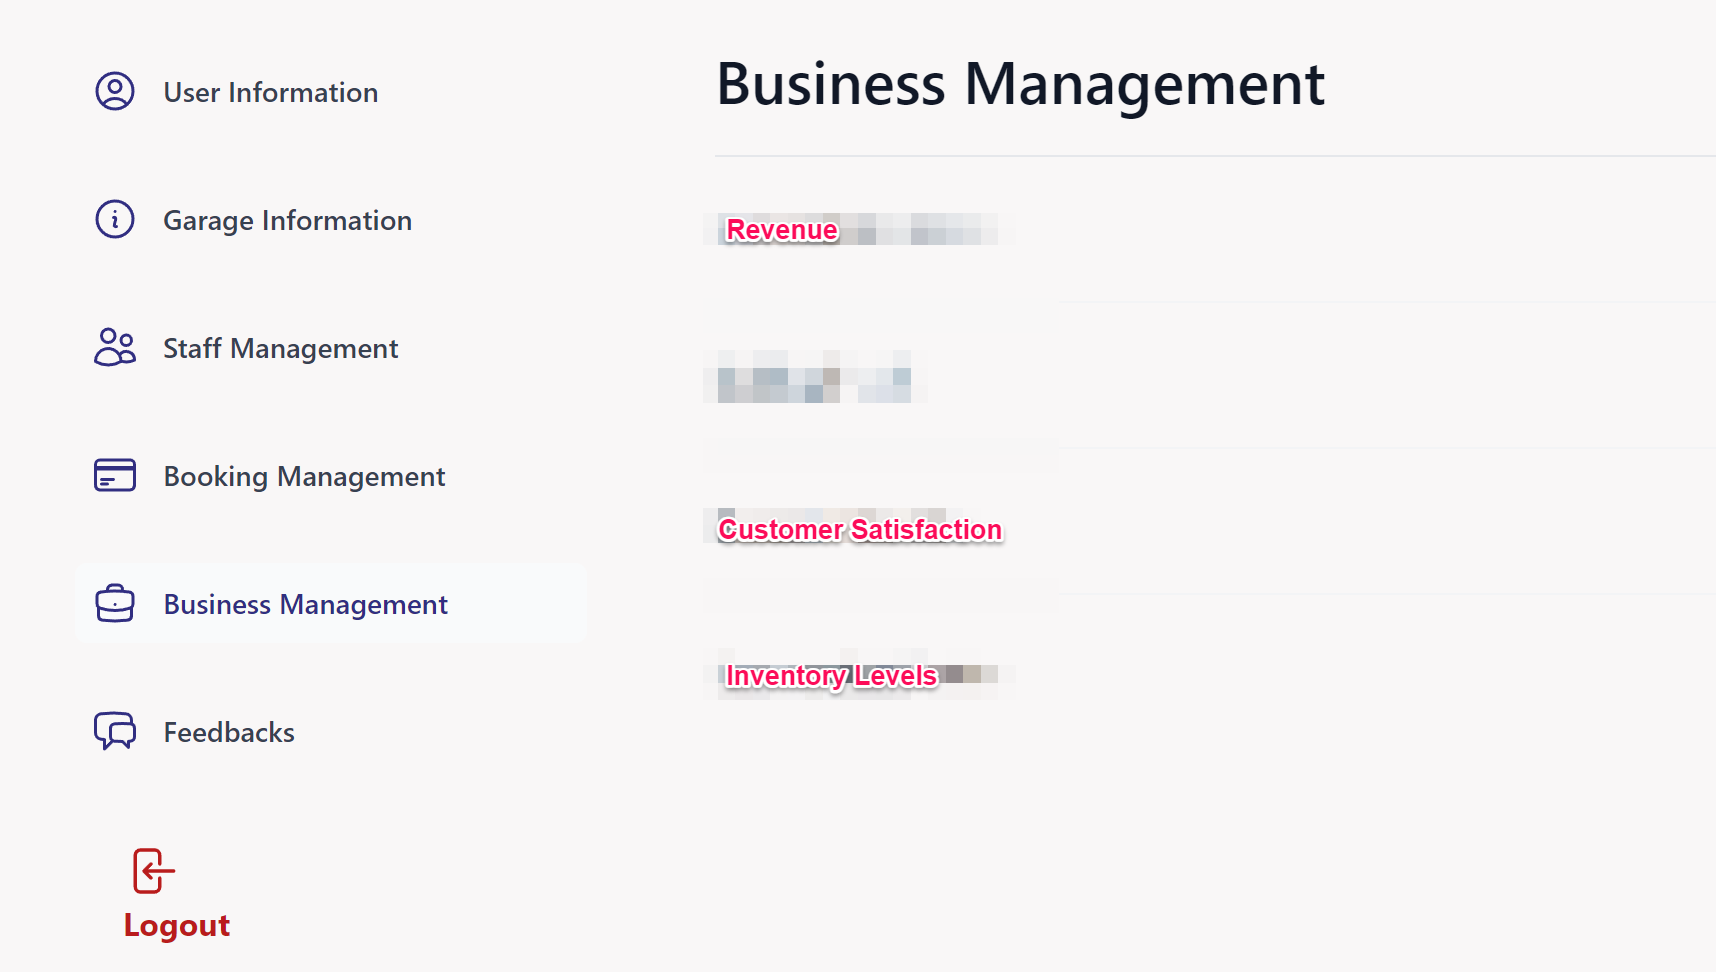 User Information
Garage Information
Staff Management
Booking Management
Business Management
Feedbacks
Logout
Business Management
Revenue
Customer Satisfaction
Inventory Levels